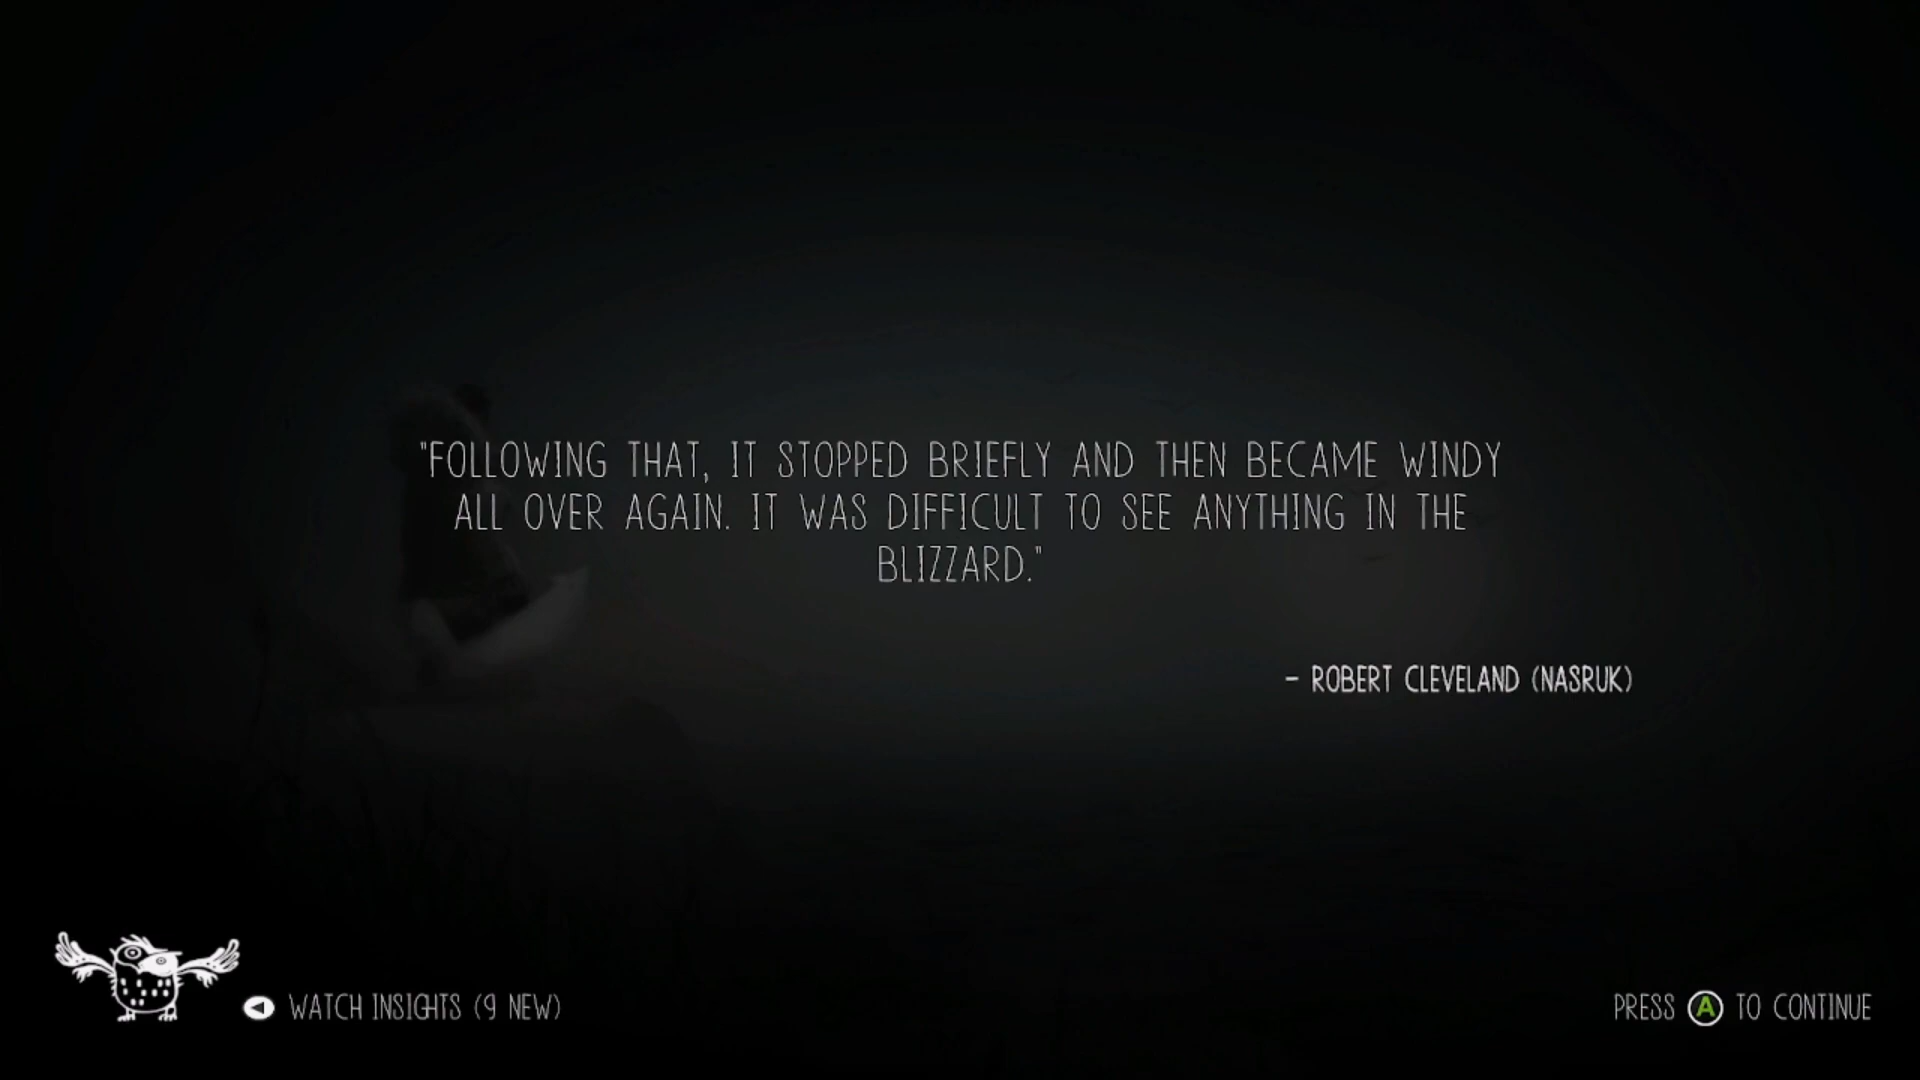 "FOLLOWING THAT, IT STOPPED BRIEFLY AND THEN BECAME WINDY
ALL OVER AGAIN. IT WAS DIFFICULT TO SEE ANYTHING IN THE
BLIZZARD."
- ROBERT CLEVELAND (NASRUK)
WATCH INSIGHTS (9 NEW)
PRESS A TO CONTINUE